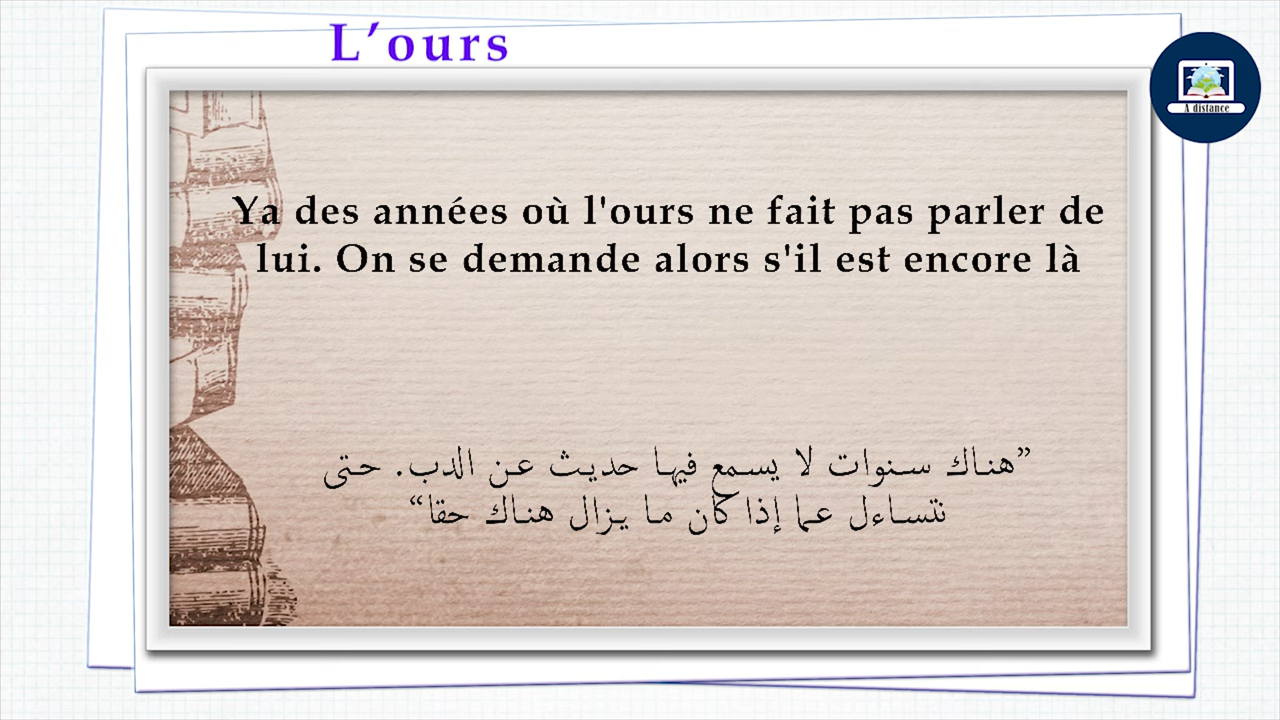 L’ours
A distance
Ya des années où l'ours ne fait pas parler de
lui. On se demande alors s'il est encore là
”هناك سنوات لا يسمع فيها حديث عن الدب. حتى
نتساءل عما إذا كان ما يزال هناك حقا“